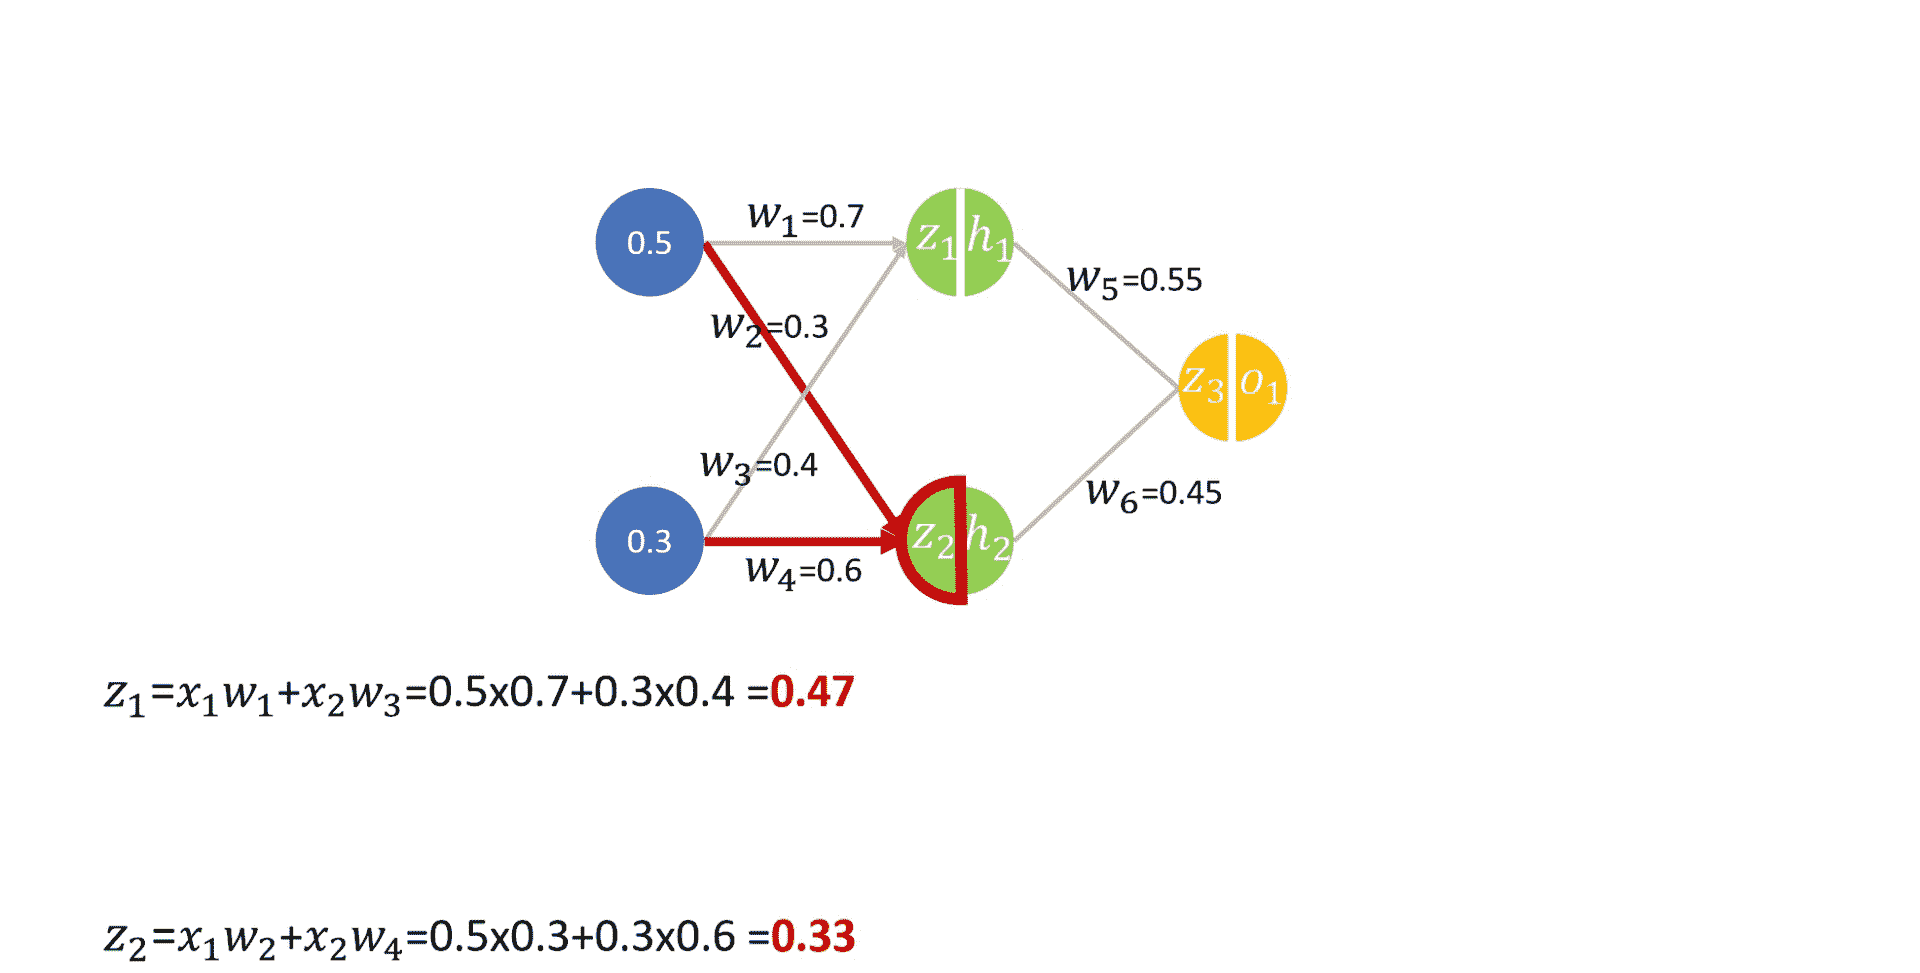 w₁=0.7
0.5
z₁ h₁
w₅=0.55
w₂=0.3
z₃ o₁
w₃=0.4
w₆=0.45
0.3
z₂ h₂
w₄=0.6
z₁=x₁w₁+x₂w₃=0.5x0.7+0.3x0.4 =0.47
z₂=x₁w₂+x₂w₄=0.5x0.3+0.3x0.6 =0.33